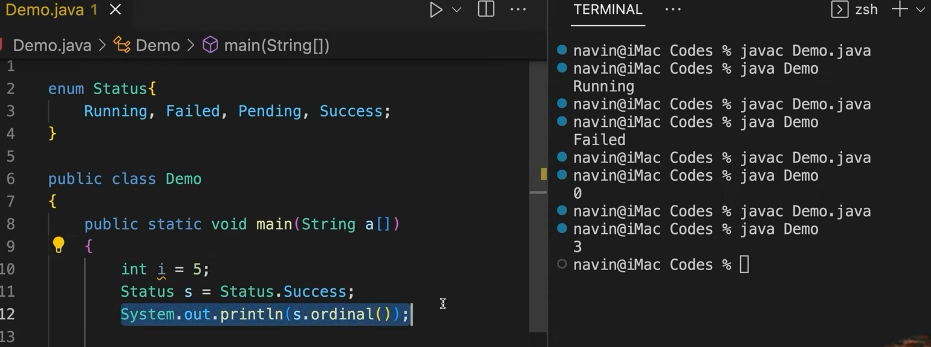 Demo.java 1 ×
Demo.java > Demo > main(String[])
1
2 enum Status{
3 Running, Failed, Pending, Success;
4 }
5
6 public class Demo
7 {
8 public static void main(String a[])
9 {
10 int i = 5;
11 Status s = Status.Success;
12 System.out.println(s.ordinal());
13
TERMINAL ··· zsh
navin@iMac Codes % javac Demo.java
navin@iMac Codes % java Demo
Running
navin@iMac Codes % javac Demo.java
navin@iMac Codes % java Demo
Failed
navin@iMac Codes % javac Demo.java
navin@iMac Codes % java Demo
0
navin@iMac Codes % javac Demo.java
navin@iMac Codes % java Demo
3
navin@iMac Codes %